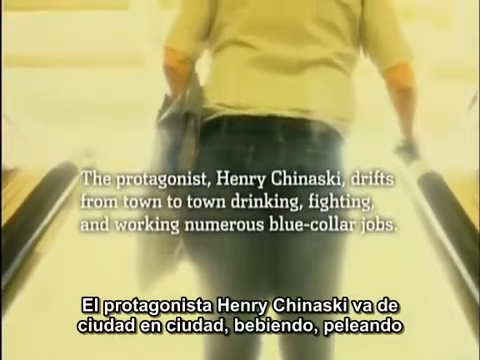 The protagonist, Henry Chinaski, drifts
from town to town drinking, fighting,
and working numerous blue-collar jobs.
El protagonista Henry Chinaski va de
ciudad en ciudad, bebiendo, peleando